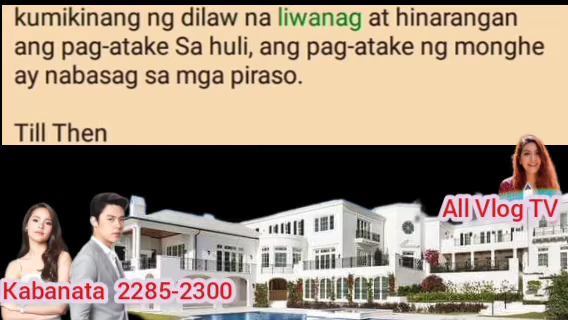 kumikinang ng dilaw na liwanag at hinarangan
ang pag-atake Sa huli, ang pag-atake ng monghe
ay nabasag sa mga piraso.
Till Then
All Vlog TV
Kabanata 2285-2300